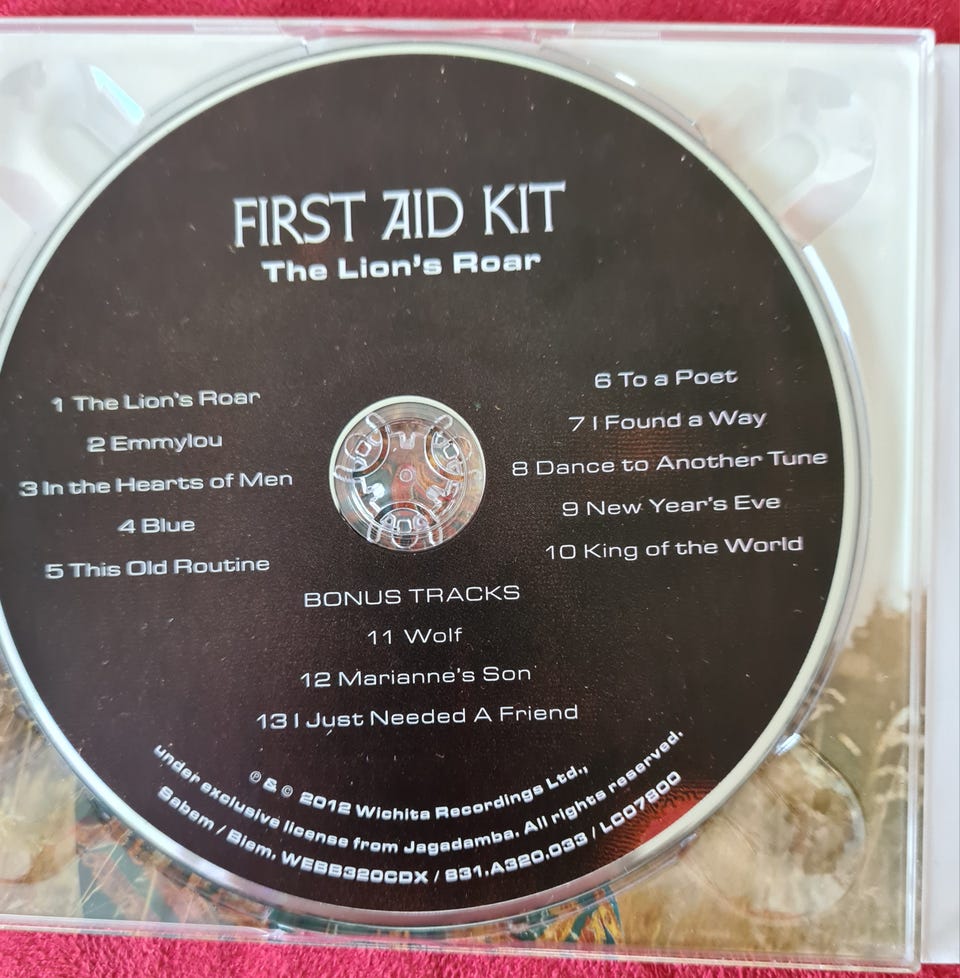 FIRST AID KIT
The Lion's Roar
1 The Lion's Roar
2 Emmylou
3 In the Hearts of Men
4 Blue
5 This Old Routine
6 To a Poet
7 I Found a Way
8 Dance to Another Tune
9 New Year's Eve
10 King of the World
BONUS TRACKS
11 Wolf
12 Marianne's Son
13 I Just Needed A Friend
℗ & © 2012 Wichita Recordings Ltd.,
under exclusive license from Jagadamba. All rights reserved.
Sabam / Biem. WEBB320CDX / 931.A320.033 / LC07800